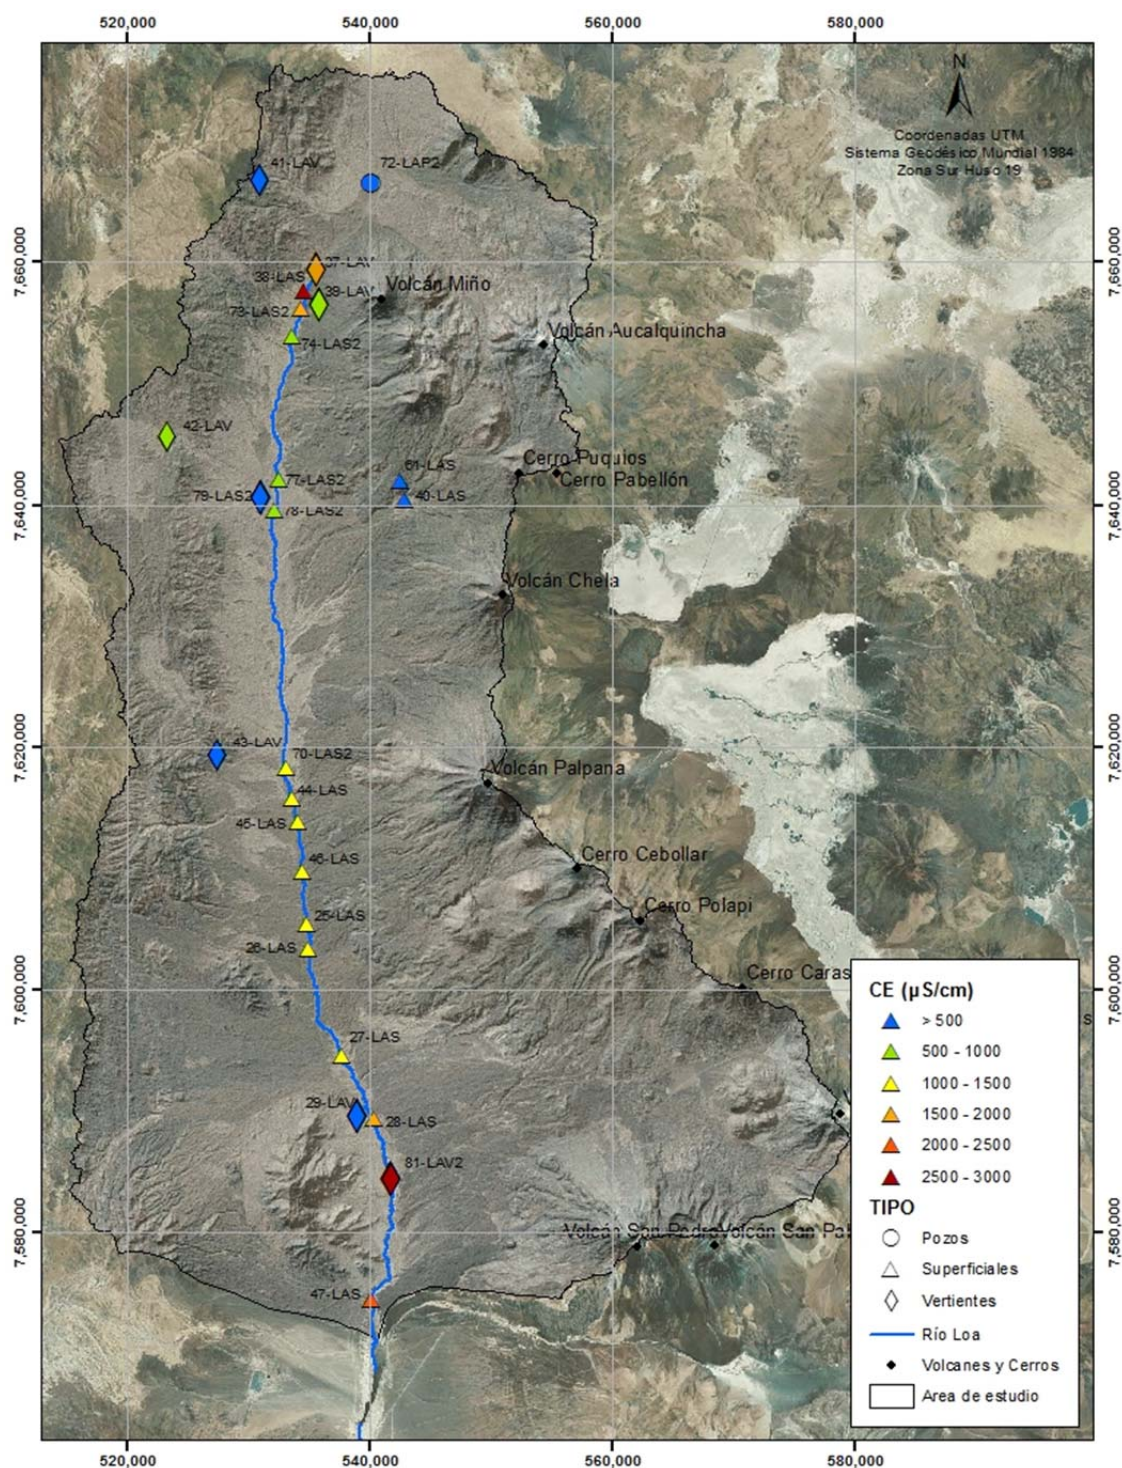 520,000
540,000
560,000
580,000
N
Coordenadas UTM
Sistema Geodésico Mundial 1984
Zona Sur Huso 19
41-LAV
72-LAP2
7,660,000
7,660,000
37-LAV
38-LAS
39-LAV
Volcán Miño
73-LAS2
74-LAS2
Volcán Aucalquincha
42-LAV
Cerro Puquios
61-LAS
Cerro Pabellón
77-LAS2
79-LAS2
40-LAS
78-LAS2
7,640,000
7,640,000
Volcán Chela
43-LAV
70-LAS2
7,620,000
7,620,000
Volcán Palpana
44-LAS
45-LAS
46-LAS
Cerro Cebollar
25-LAS
Cerro Polapi
26-LAS
Cerro Caras
7,600,000
7,600,000
s
27-LAS
29-LAV
28-LAS
81-LAV2
7,580,000
7,580,000
Volcán San Pedro
Volcán San Pa
47-LAS
CE (µS/cm)
> 500
500 - 1000
1000 - 1500
1500 - 2000
2000 - 2500
2500 - 3000
TIPO
Pozos
Superficiales
Vertientes
Río Loa
Volcanes y Cerros
Area de estudio
520,000
540,000
560,000
580,000